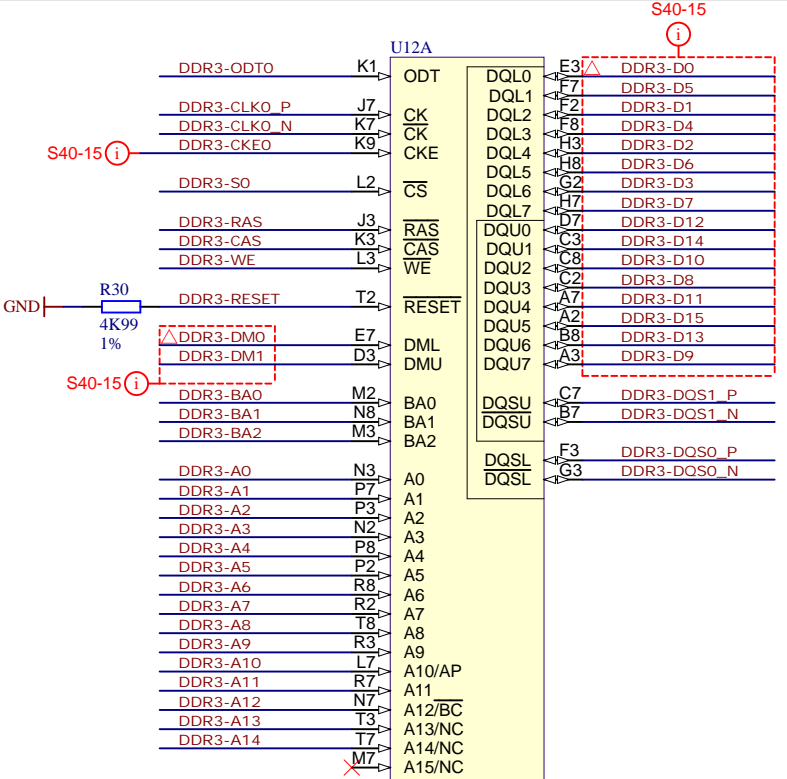 S40-15
i
U12A
DDR3-ODT0 K1 ODT DQL0 E3 DDR3-D0
DQL1 F7 DDR3-D5
DDR3-CLK0_P J7 CK DQL2 F2 DDR3-D1
DDR3-CLK0_N K7 CK DQL3 F8 DDR3-D4
S40-15 i DDR3-CKE0 K9 CKE DQL4 H3 DDR3-D2
DQL5 H8 DDR3-D6
DDR3-S0 L2 CS DQL6 G2 DDR3-D3
DQL7 H7 DDR3-D7
DDR3-RAS J3 RAS DQU0 D7 DDR3-D12
DDR3-CAS K3 CAS DQU1 C3 DDR3-D14
DDR3-WE L3 WE DQU2 C8 DDR3-D10
DQU3 C2 DDR3-D8
GND R30 DDR3-RESET T2 RESET DQU4 A7 DDR3-D11
4K99 DQU5 A2 DDR3-D15
1% DDR3-DM0 E7 DML DQU6 B8 DDR3-D13
DDR3-DM1 D3 DMU DQU7 A3 DDR3-D9
S40-15 i
DDR3-BA0 M2 BA0 DQSU C7 DDR3-DQS1_P
DDR3-BA1 N8 BA1 DQSU B7 DDR3-DQS1_N
DDR3-BA2 M3 BA2
DQSL F3 DDR3-DQS0_P
DDR3-A0 N3 A0 DQSL G3 DDR3-DQS0_N
DDR3-A1 P7 A1
DDR3-A2 P3 A2
DDR3-A3 N2 A3
DDR3-A4 P8 A4
DDR3-A5 P2 A5
DDR3-A6 R8 A6
DDR3-A7 R2 A7
DDR3-A8 T8 A8
DDR3-A9 R3 A9
DDR3-A10 L7 A10/AP
DDR3-A11 R7 A11
DDR3-A12 N7 A12/BC
DDR3-A13 T3 A13/NC
DDR3-A14 T7 A14/NC
M7 A15/NC